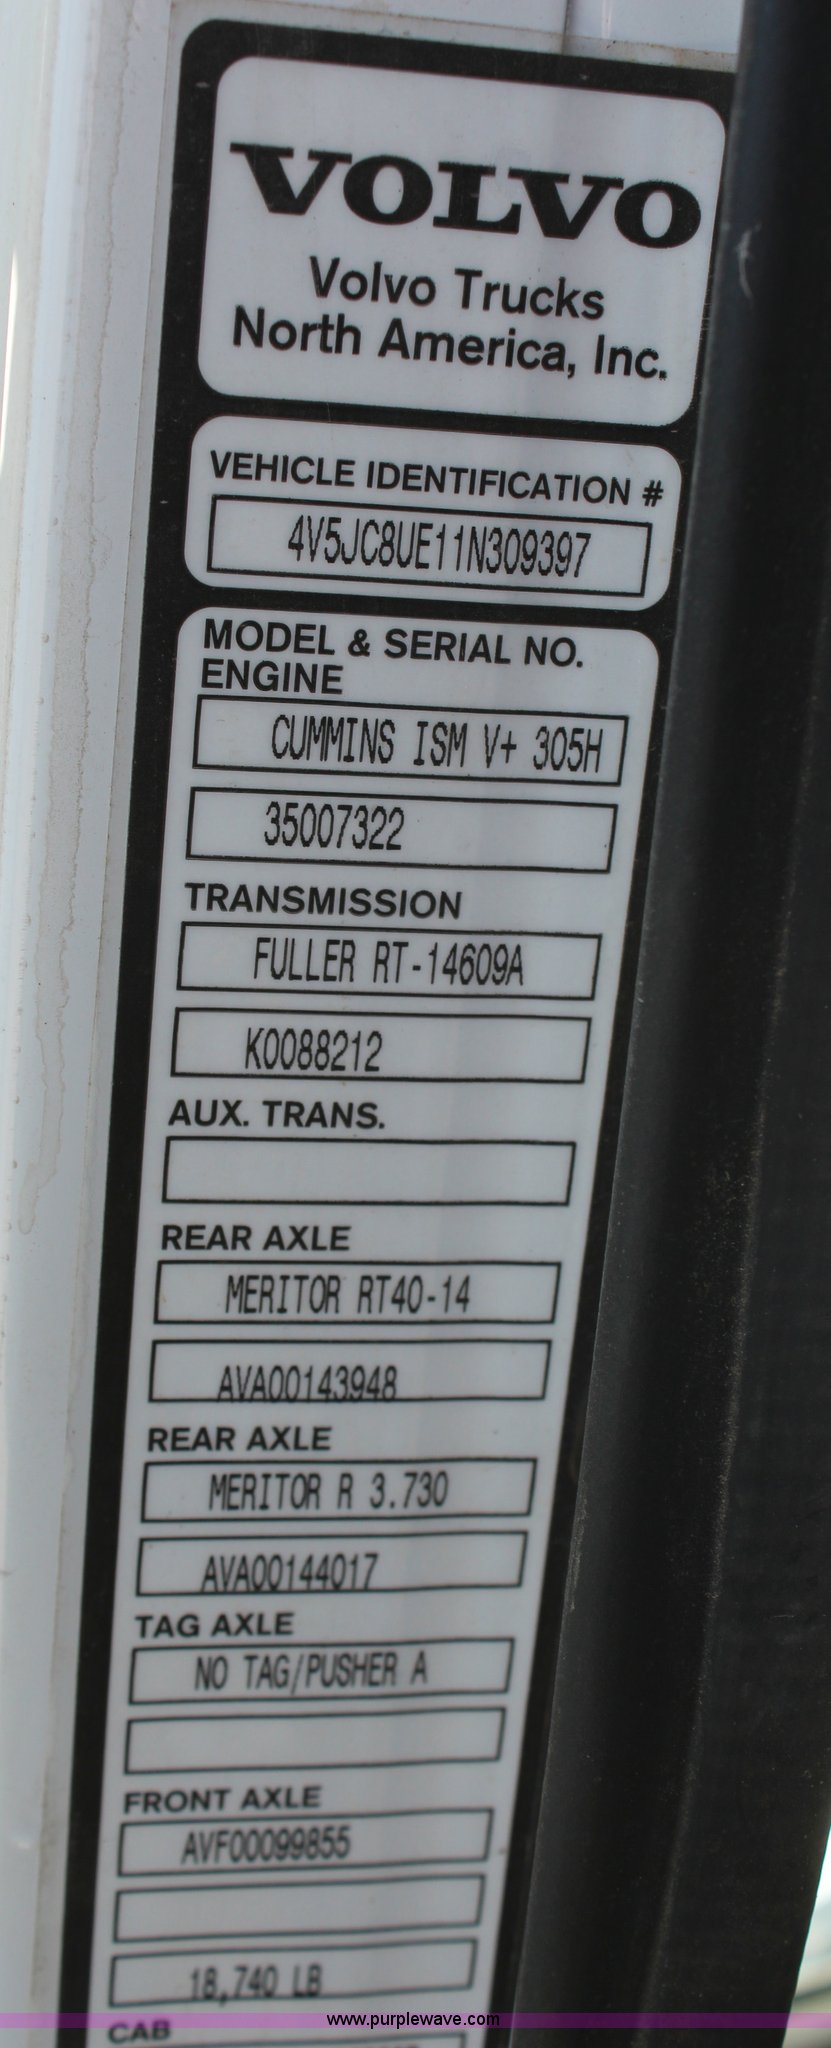 VOLVO
Volvo Trucks
North America, Inc.
VEHICLE IDENTIFICATION #
4V5JC8UE11N309397
MODEL & SERIAL NO.
ENGINE
CUMMINS ISM V+ 305H
35007322
TRANSMISSION
FULLER RT-14609A
K0088212
AUX. TRANS.
REAR AXLE
MERITOR RT40-14
AVA00143948
REAR AXLE
MERITOR R 3.730
AVA00144017
TAG AXLE
NO TAG/PUSHER A
FRONT AXLE
AVF00099855
18,740 LB
www.purplewave.com
CAB